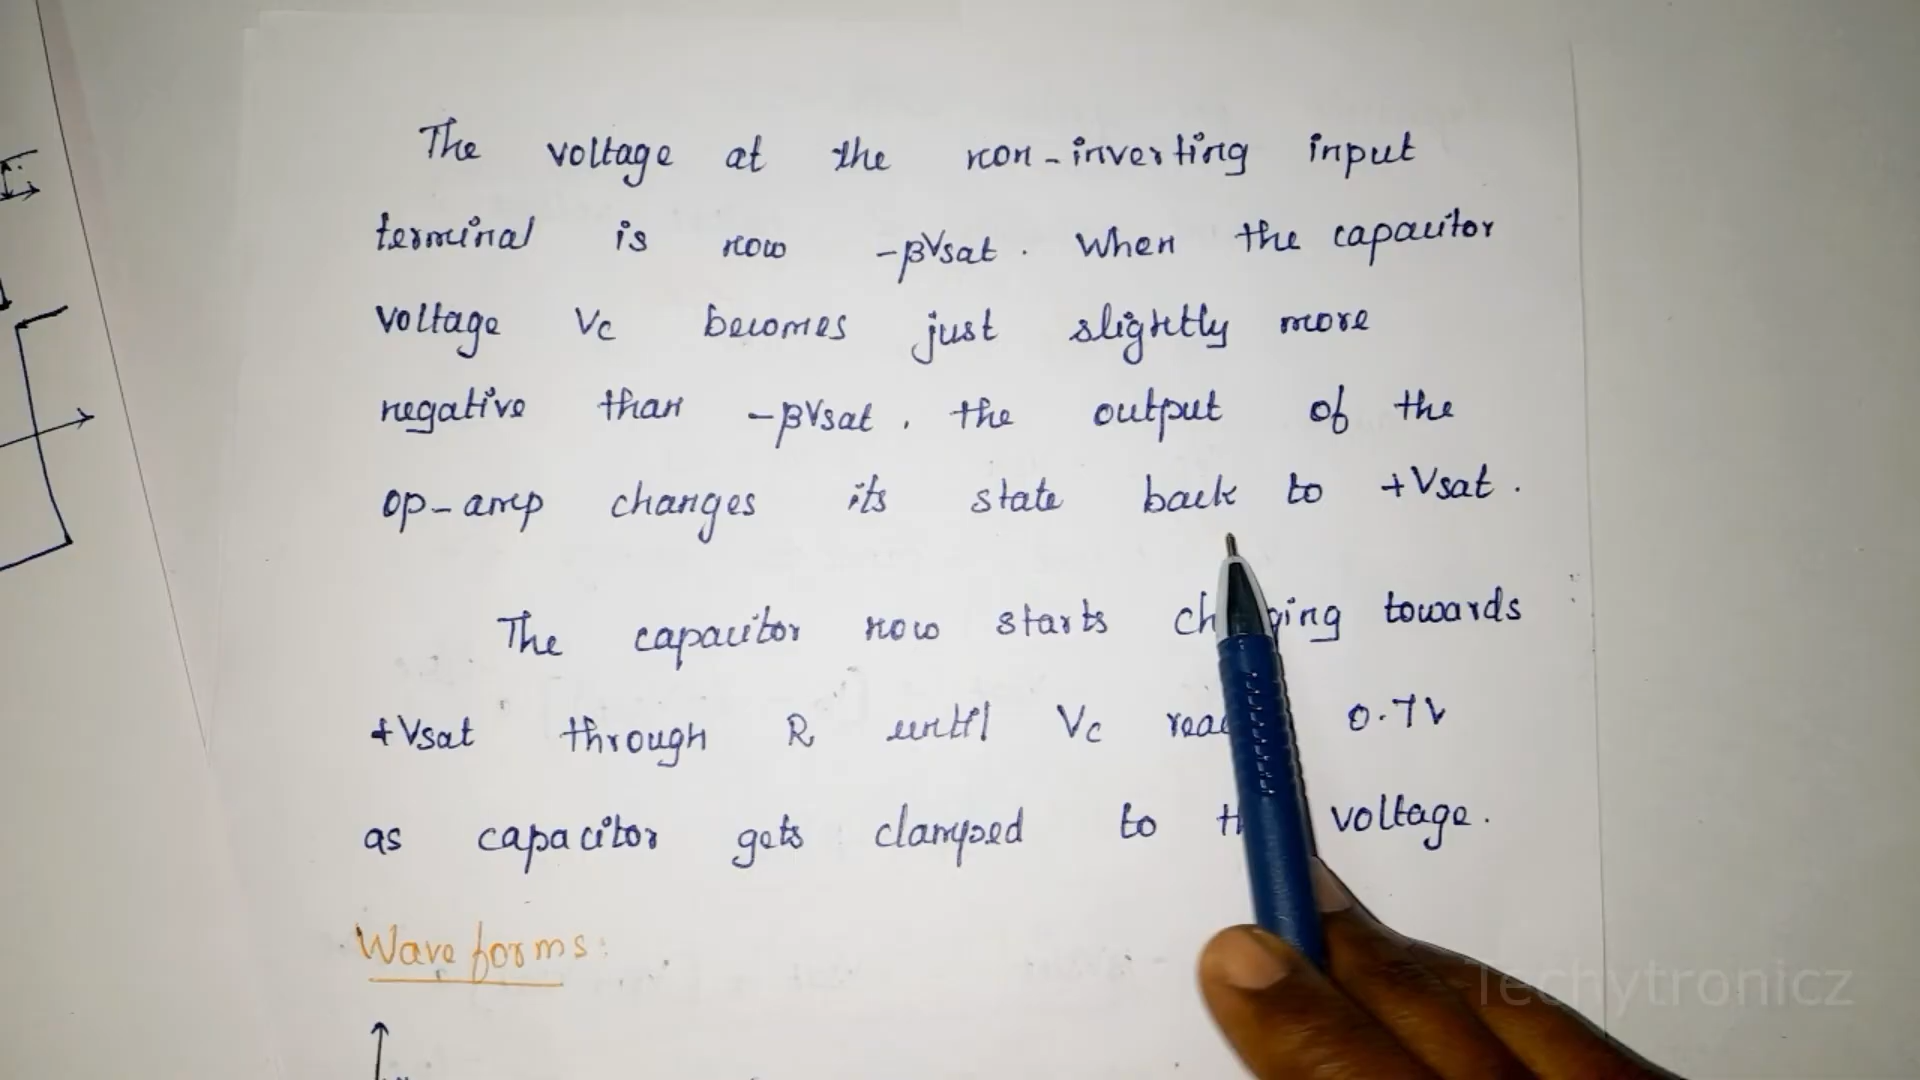 The voltage at the non-inverting input
terminal is now -βVsat. When the capacitor
voltage Vc becomes just slightly more
negative than -βVsat, the output of the
op-amp changes its state back to +Vsat.
The capacitor now starts towards
+Vsat through R until Vc 0.7V
as capacitor gets clamped to voltage.
Waveforms:
Techytronicz